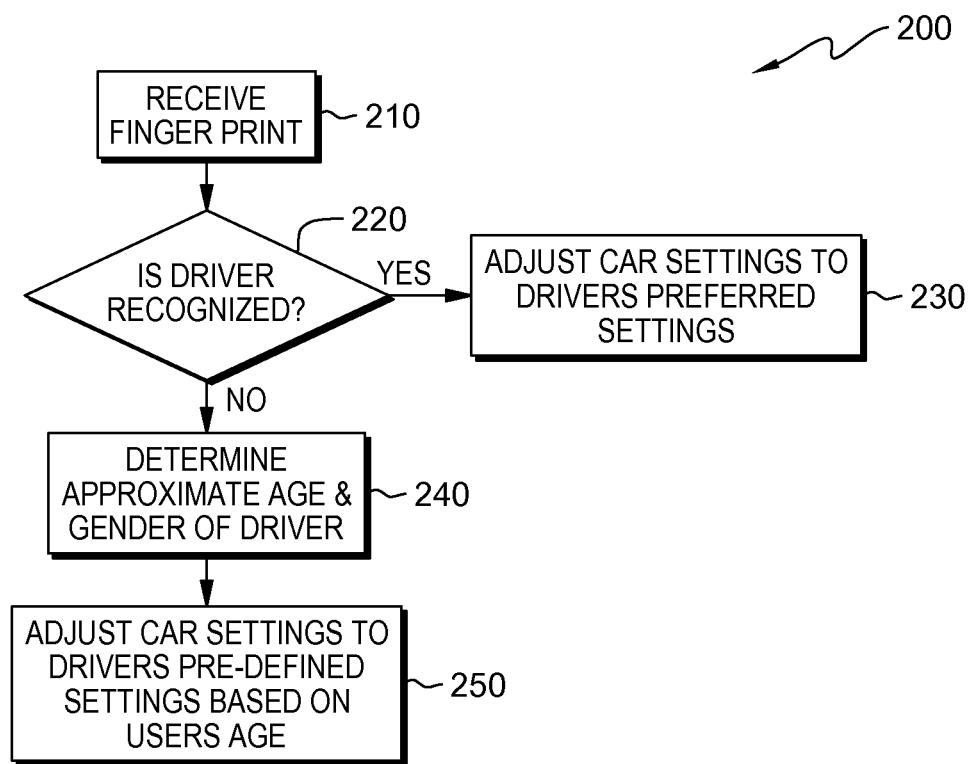 200
RECEIVE
FINGER PRINT
210
220
IS DRIVER
RECOGNIZED?
YES
ADJUST CAR SETTINGS TO
DRIVERS PREFERRED
SETTINGS
230
NO
DETERMINE
APPROXIMATE AGE &
GENDER OF DRIVER
240
ADJUST CAR SETTINGS TO
DRIVERS PRE-DEFINED
SETTINGS BASED ON
USERS AGE
250